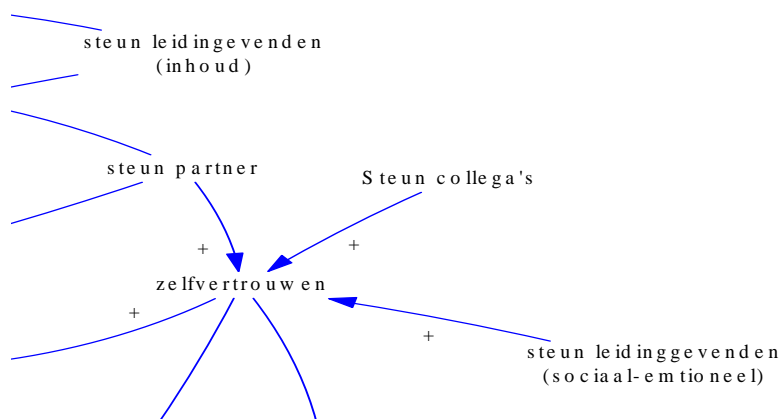 steun leidingevenden
(inhoud)
steun partner
Steun collega's
+
+
zelfvertrouwen
+
+
steun leidinggevenden
(sociaal-emtioneel)